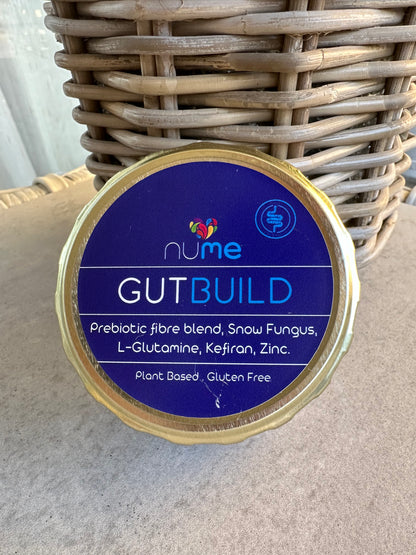 nume
GUTBUILD
Prebiotic fibre blend, Snow Fungus,
L-Glutamine, Kefiran, Zinc.
Plant Based . Gluten Free